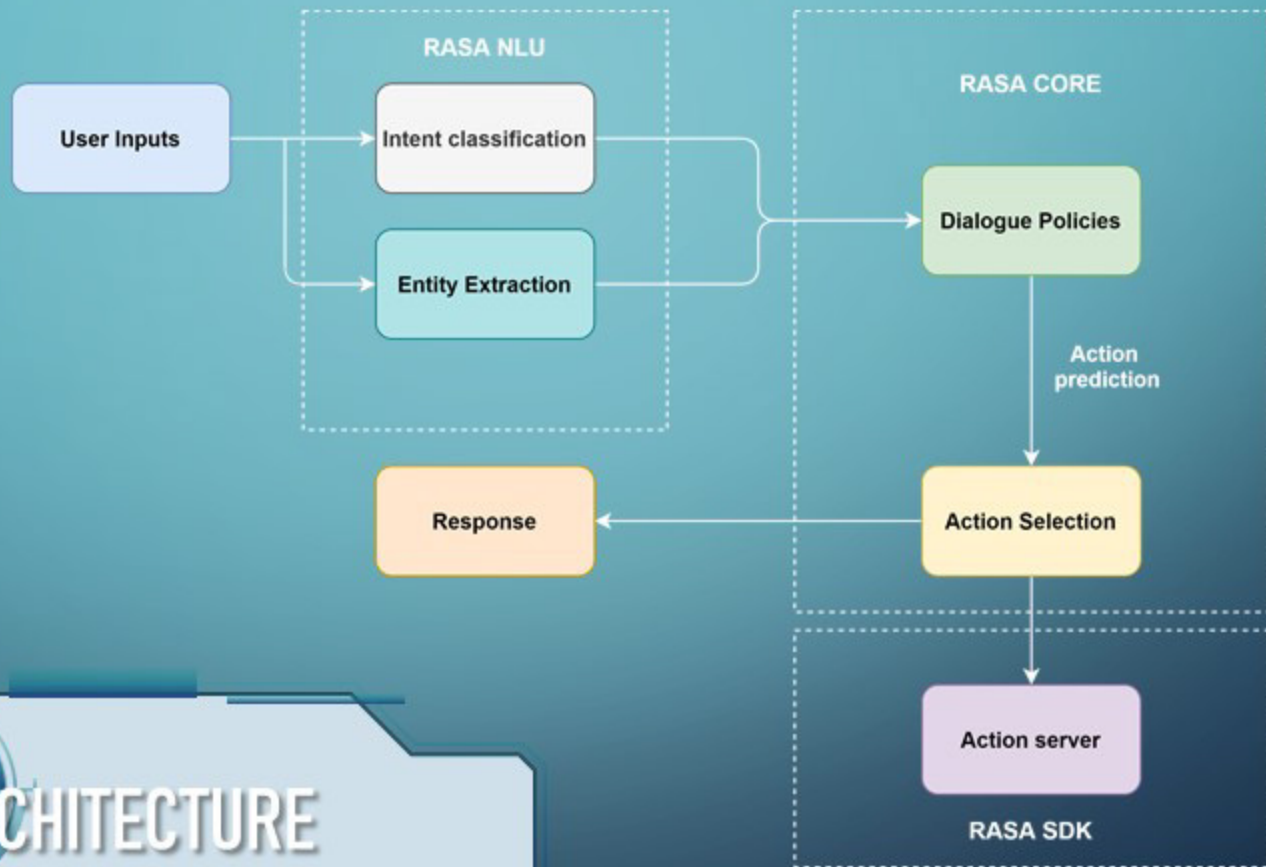 RASA NLU
RASA CORE
User Inputs
Intent classification
Dialogue Policies
Entity Extraction
Action
prediction
Response
Action Selection
Action server
CHITECTURE
RASA SDK